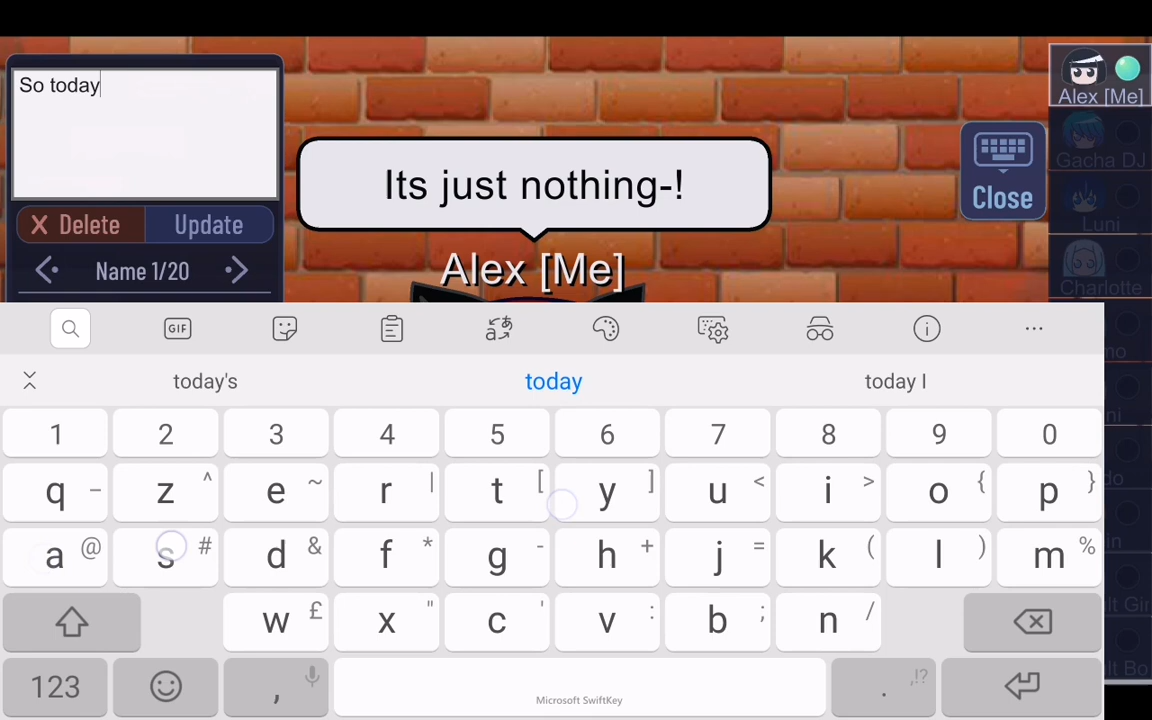 So today
Delete
Update
Name 1/20
Its just nothing-!
Alex [Me]
Close
Alex [Me]
Gacha DJ
Luni
Charlotte
GIF
today's
today
today I
1 2 3 4 5 6 7 8 9 0
q – z ^ e ~ r | t [ y ] u < i > o { p }
a @ s # d & f * g - h + j = k ( l ) m %
w £ x " c ' v : b ; n /
123 , . ,!?
Microsoft SwiftKey